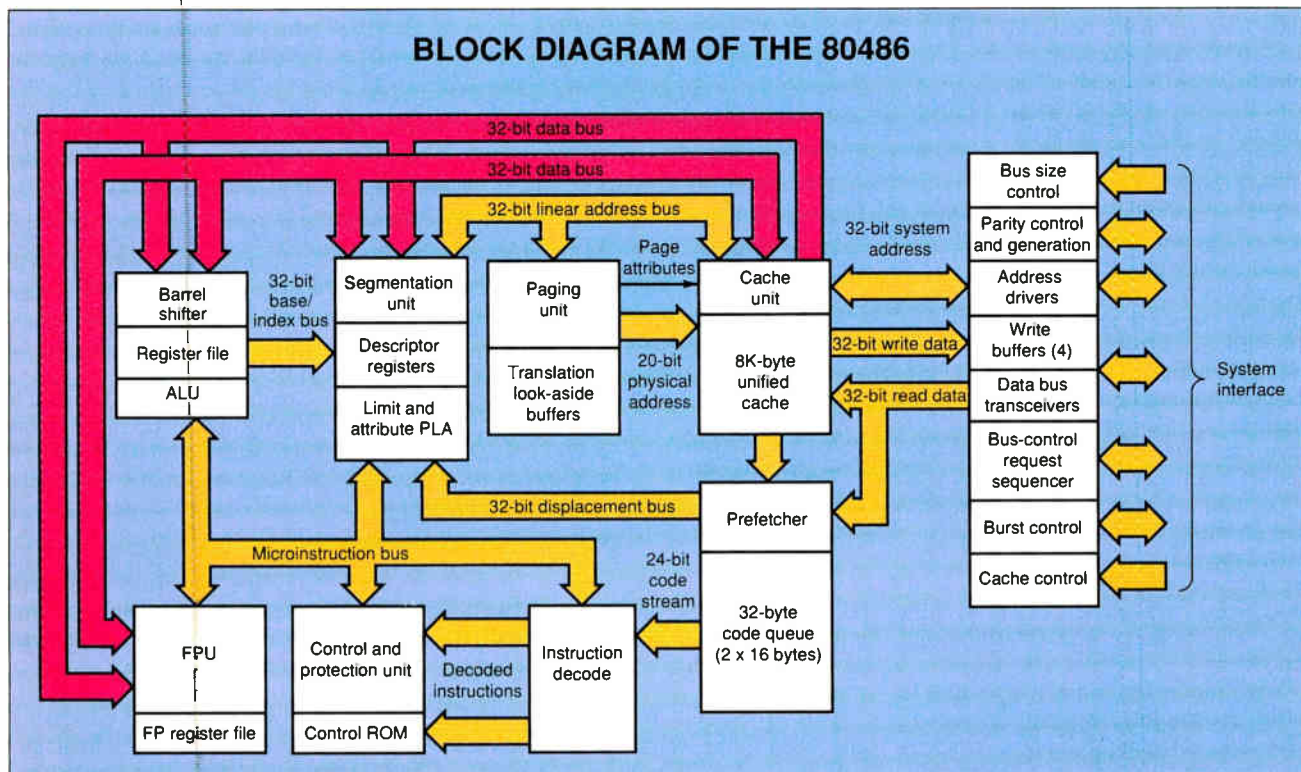 BLOCK DIAGRAM OF THE 80486
32-bit data bus
32-bit data bus
32-bit linear address bus
Barrel
shifter
Register file
ALU
32-bit
base/
index bus
Segmentation
unit
Descriptor
registers
Limit and
attribute PLA
Paging
unit
Translation
look-aside
buffers
Page
attributes
20-bit
physical
address
Cache
unit
8K-byte
unified
cache
32-bit system
address
32-bit write data
32-bit read data
Bus size
control
Parity control
and generation
Address
drivers
Write
buffers (4)
Data bus
transceivers
Bus-control
request
sequencer
Burst control
Cache control
System
interface
32-bit displacement bus
Prefetcher
32-byte
code queue
(2 x 16 bytes)
Microinstruction bus
24-bit
code
stream
FPU
FP register file
Control and
protection unit
Control ROM
Decoded
instructions
Instruction
decode